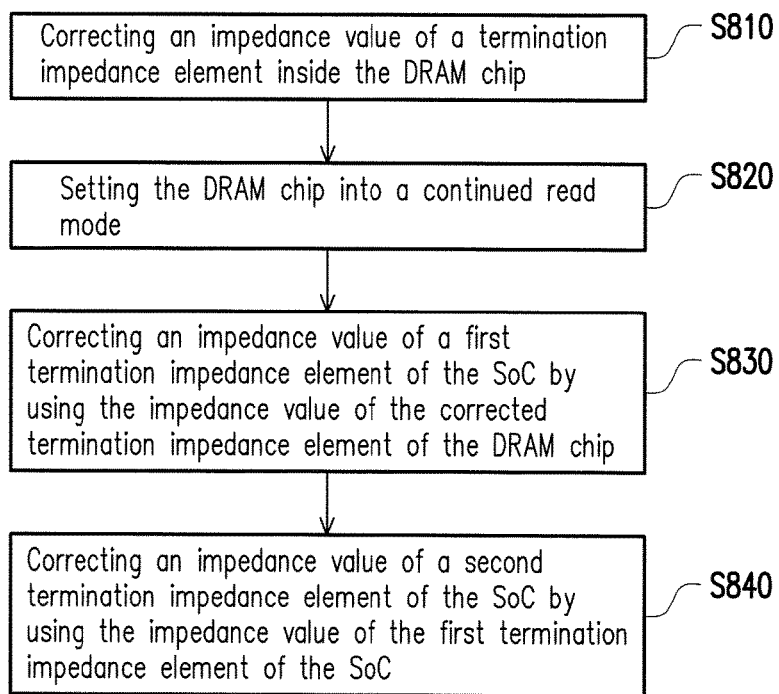 Correcting an impedance value of a termination
impedance element inside the DRAM chip
S810
Setting the DRAM chip into a continued read
mode
S820
Correcting an impedance value of a first
termination impedance element of the SoC by
using the impedance value of the corrected
termination impedance element of the DRAM chip
S830
Correcting an impedance value of a second
termination impedance element of the SoC by
using the impedance value of the first termination
impedance element of the SoC
S840